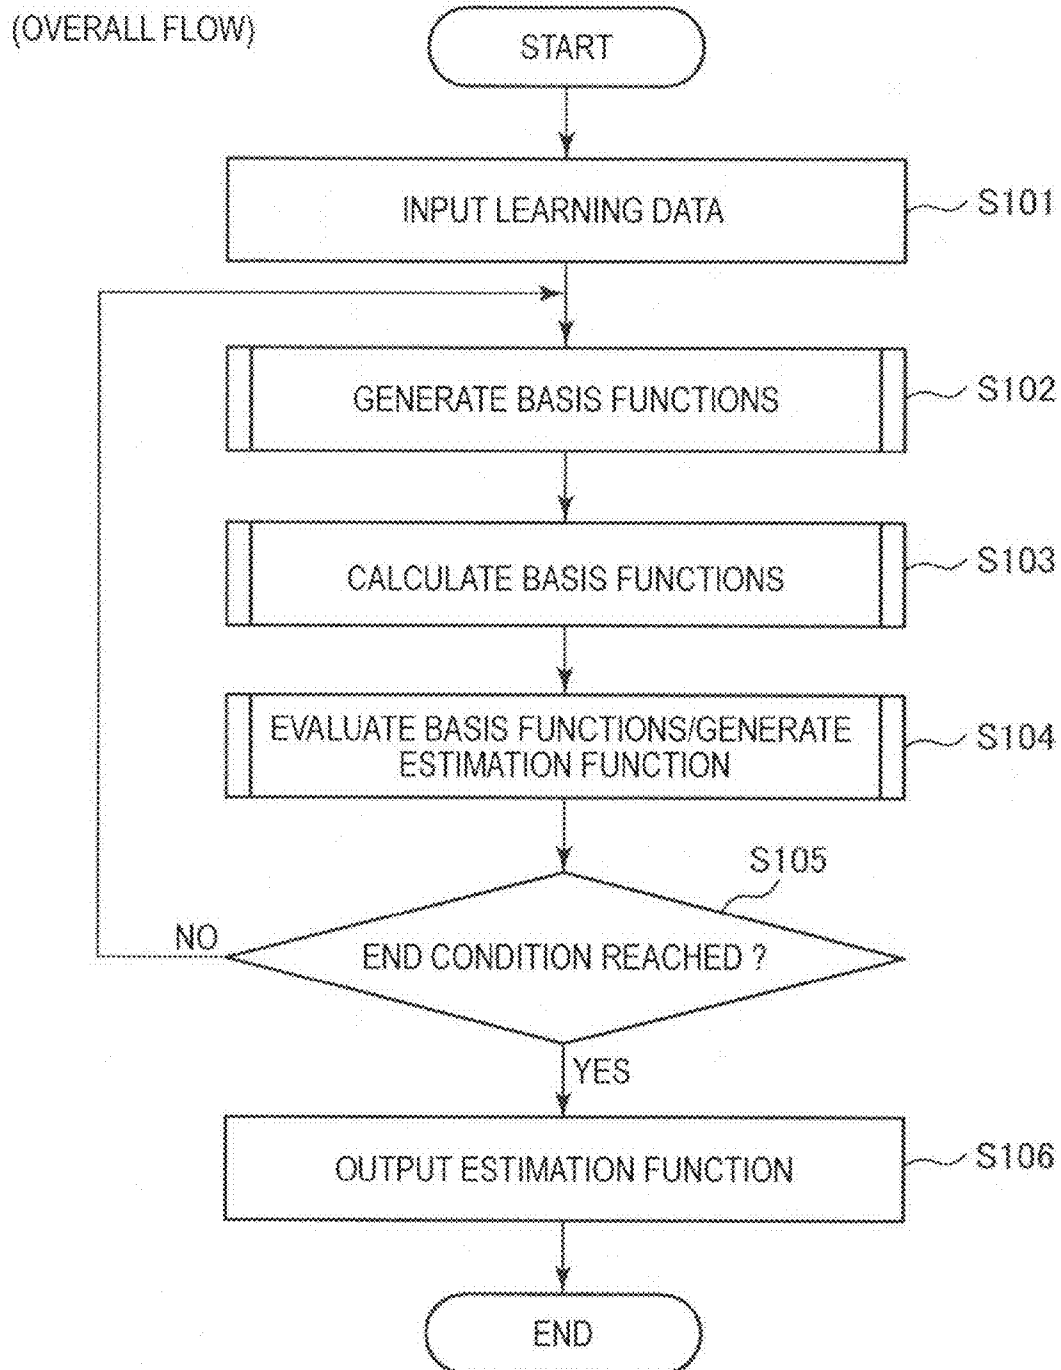 (OVERALL FLOW)
START
INPUT LEARNING DATA
S101
GENERATE BASIS FUNCTIONS
S102
CALCULATE BASIS FUNCTIONS
S103
EVALUATE BASIS FUNCTIONS/GENERATE
ESTIMATION FUNCTION
S104
S105
END CONDITION REACHED ?
NO
YES
OUTPUT ESTIMATION FUNCTION
S106
END